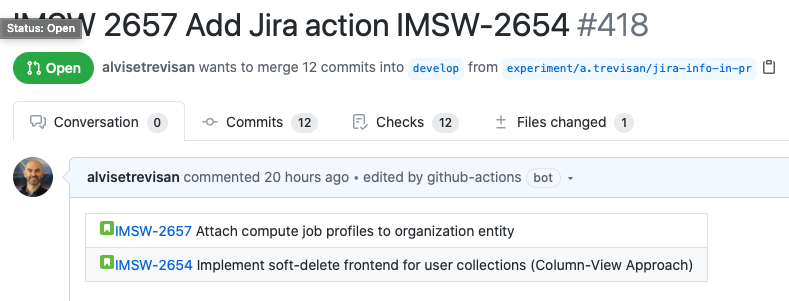 IMSW 2657 Add Jira action IMSW-2654 #418
Status: Open
Open alvisetrevisan wants to merge 12 commits into develop from experiment/a.trevisan/jira-info-in-pr
Conversation 0 Commits 12 Checks 12 Files changed 1
alvisetrevisan commented 20 hours ago • edited by github-actions bot
IMSW-2657 Attach compute job profiles to organization entity
IMSW-2654 Implement soft-delete frontend for user collections (Column-View Approach)